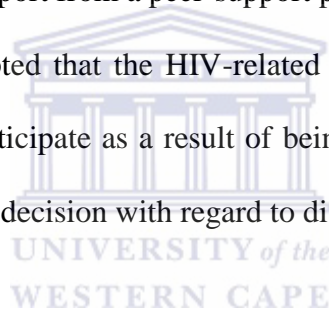 port from a peer-support p
ted that the HIV-related
ticipate as a result of bein
decision with regard to di
UNIVERSITY of the
WESTERN CAPE